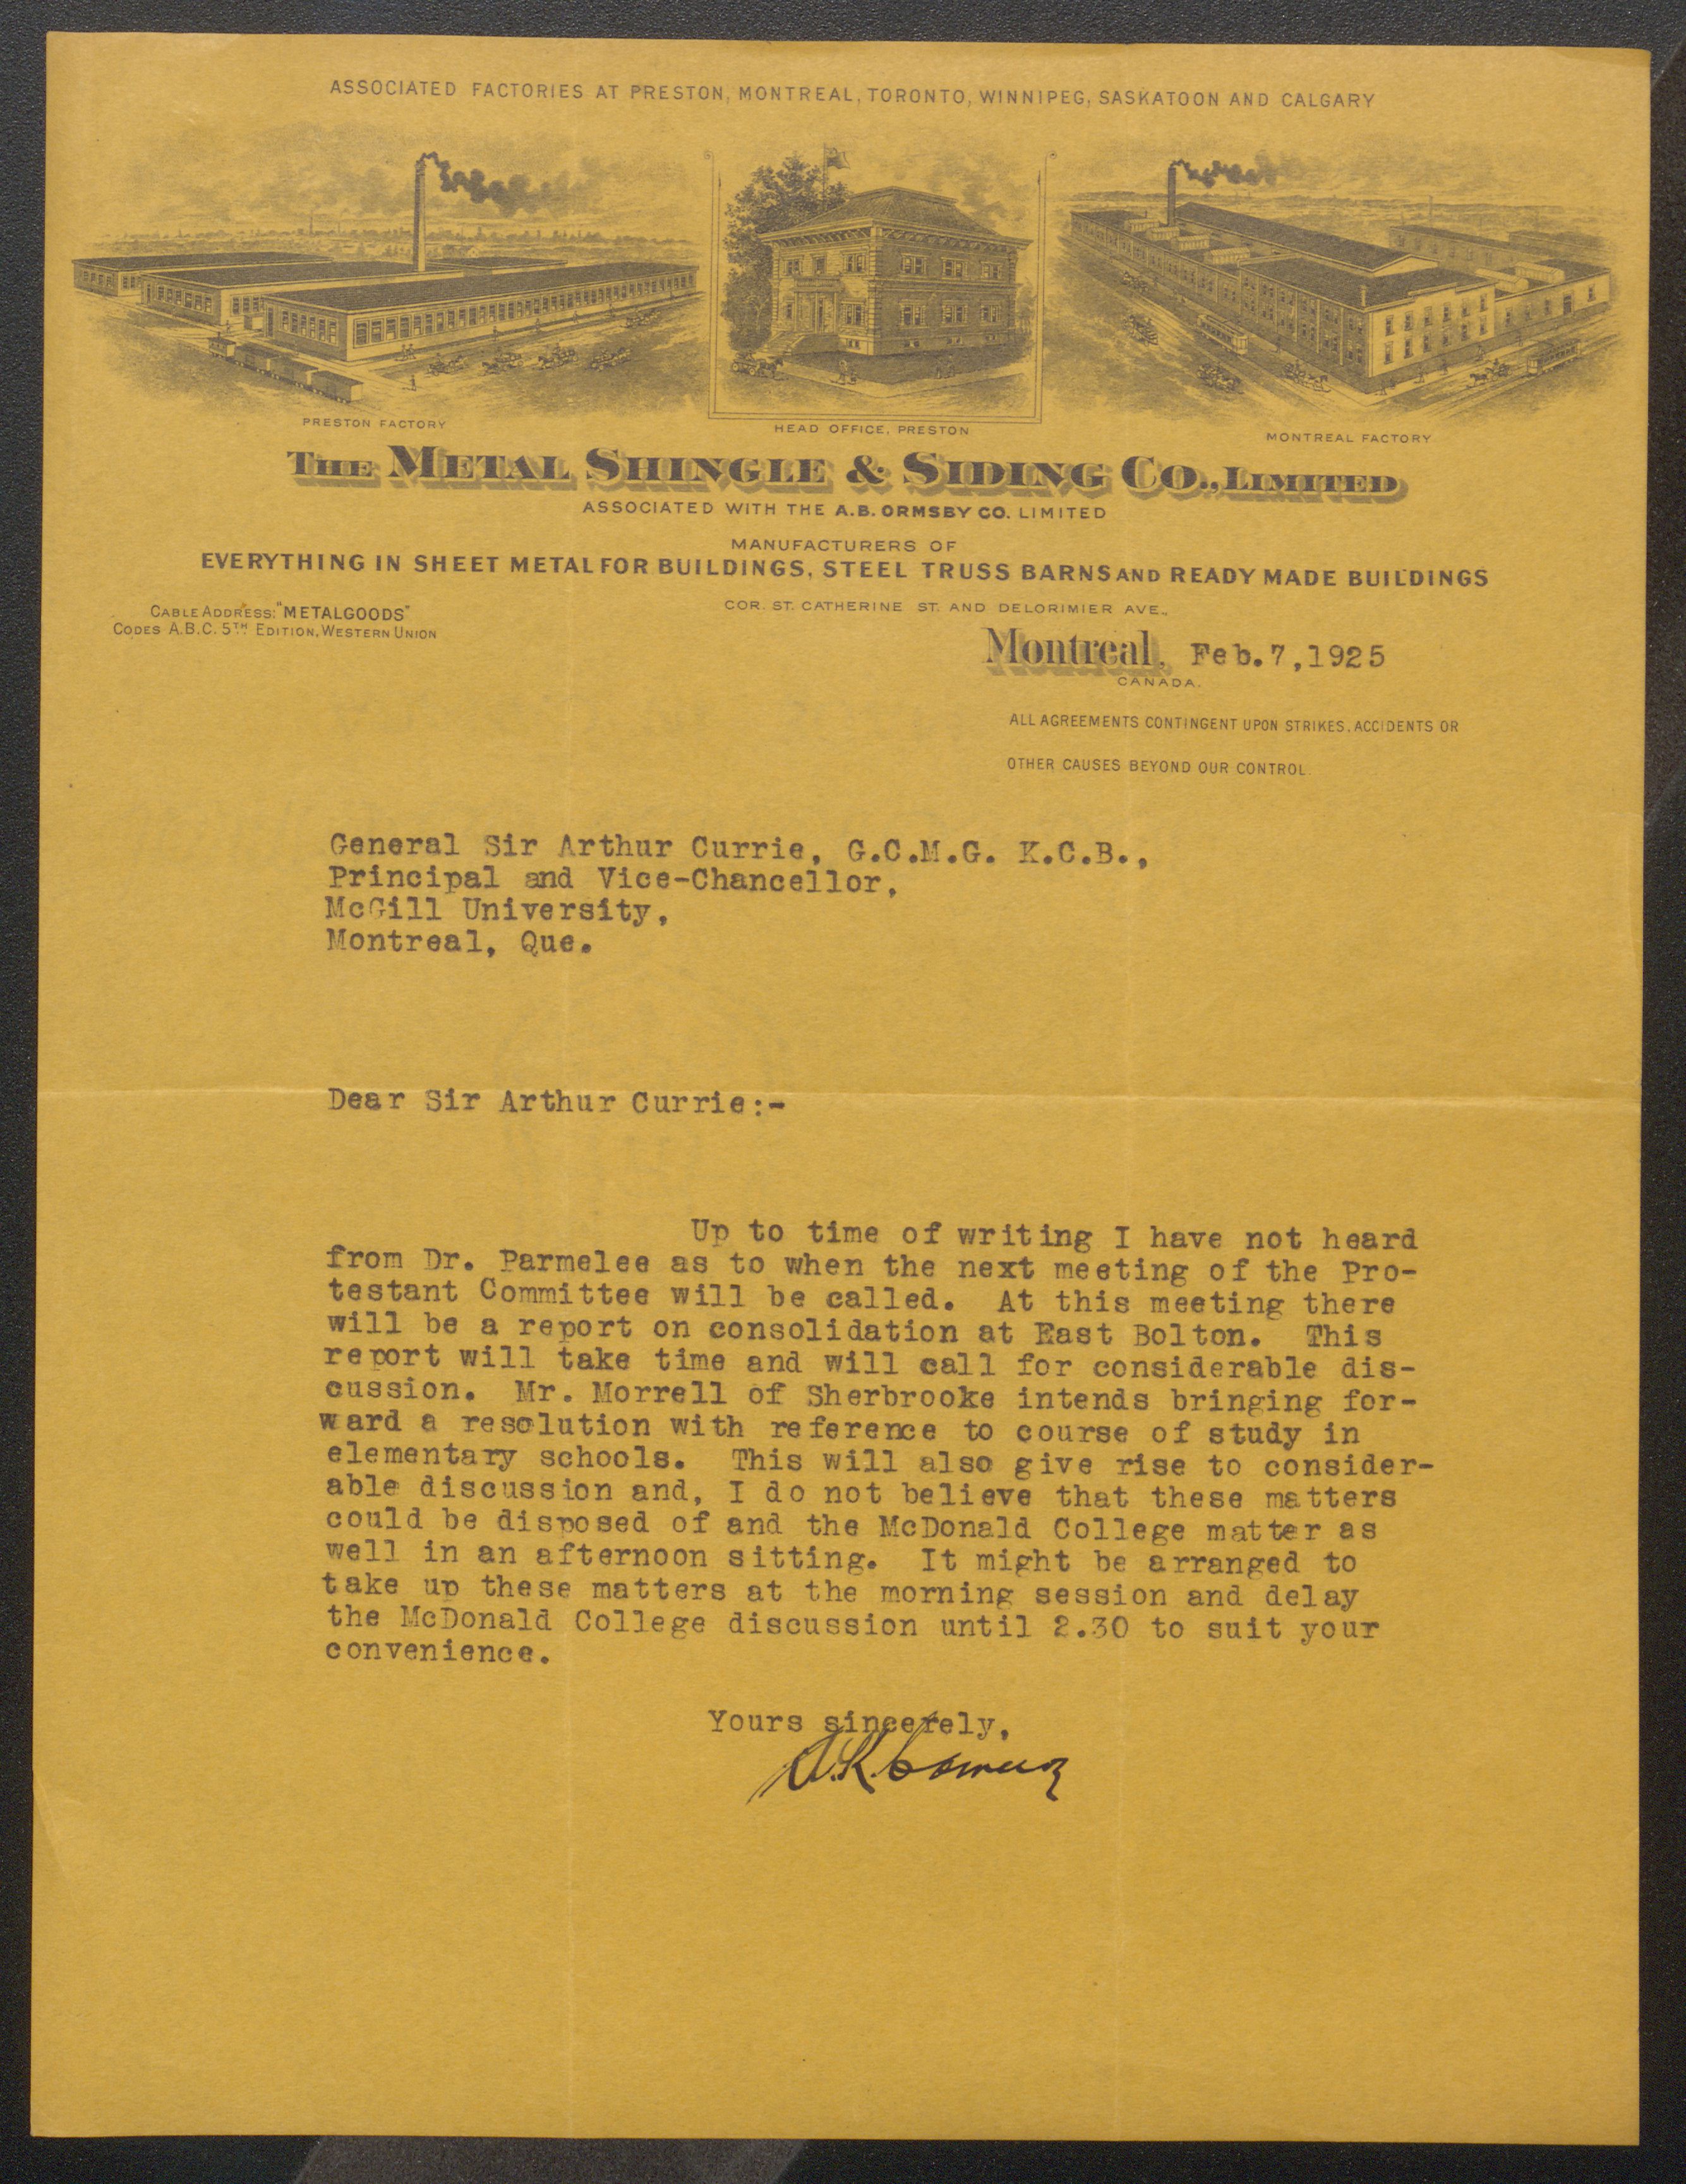 ASSOCIATED FACTORIES AT PRESTON, MONTREAL, TORONTO, WINNIPEG, SASKATOON AND CALGARY
PRESTON FACTORY
HEAD OFFICE, PRESTON
MONTREAL FACTORY
THE METAL SHINGLE & SIDING CO., LIMITED
ASSOCIATED WITH THE A.B. ORMSBY CO. LIMITED
MANUFACTURERS OF
EVERYTHING IN SHEET METAL FOR BUILDINGS, STEEL TRUSS BARNS AND READY MADE BUILDINGS
CABLE ADDRESS: "METALGOODS"
CODES A.B.C. 5TH EDITION, WESTERN UNION
COR. ST. CATHERINE ST. AND DELORIMIER AVE.,
Montreal, Feb.7,1925
CANADA.
ALL AGREEMENTS CONTINGENT UPON STRIKES, ACCIDENTS OR
OTHER CAUSES BEYOND OUR CONTROL.
General Sir Arthur Currie, G.C.M.G. K.C.B.,
Principal and Vice-Chancellor,
McGill University,
Montreal, Que.
Dear Sir Arthur Currie:-
Up to time of writing I have not heard
from Dr. Parmelee as to when the next meeting of the Pro-
testant Committee will be called. At this meeting there
will be a report on consolidation at East Bolton. This
report will take time and will call for considerable dis-
cussion. Mr. Morrell of Sherbrooke intends bringing for-
ward a resolution with reference to course of study in
elementary schools. This will also give rise to consider-
able discussion and, I do not believe that these matters
could be disposed of and the McDonald College matter as
well in an afternoon sitting. It might be arranged to
take up these matters at the morning session and delay
the McDonald College discussion until 2.30 to suit your
convenience.
Yours sincerely,